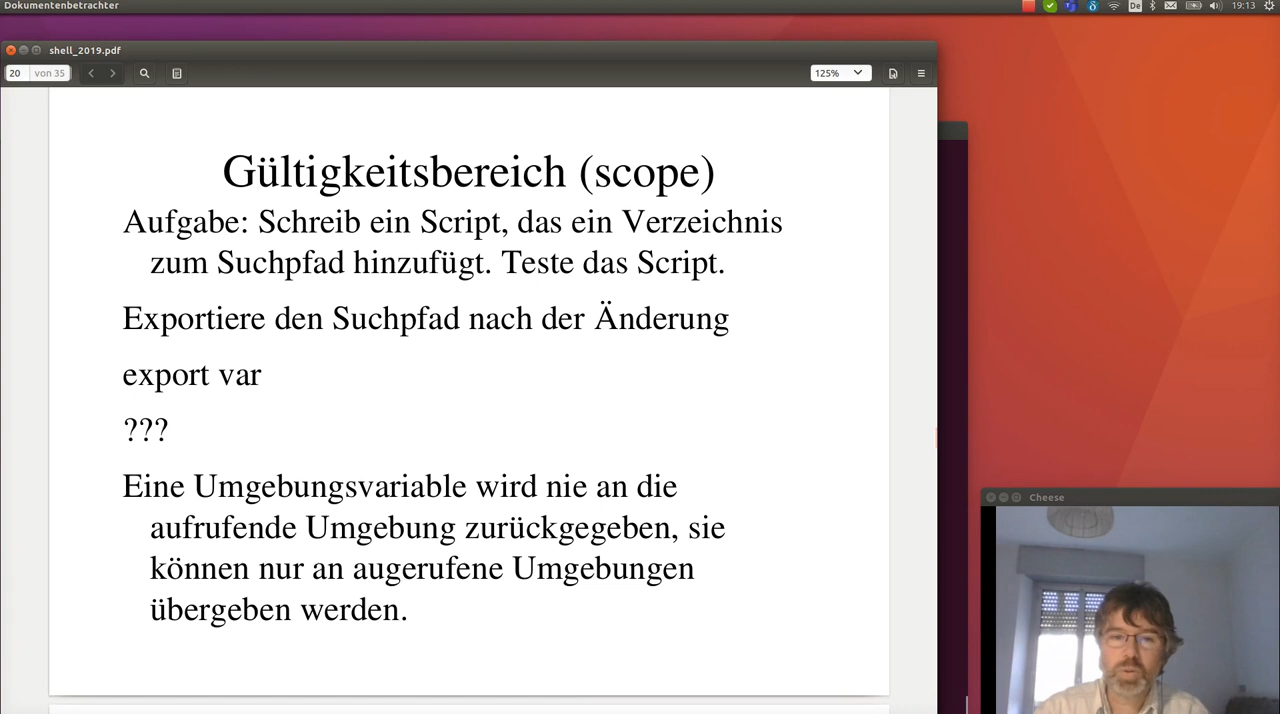 Dokumentenbetrachter
De
19:13
shell_2019.pdf
20 von 35
125%
Gültigkeitsbereich (scope)
Aufgabe: Schreib ein Script, das ein Verzeichnis
zum Suchpfad hinzufügt. Teste das Script.
Exportiere den Suchpfad nach der Änderung
export var
???
Eine Umgebungsvariable wird nie an die
aufrufende Umgebung zurückgegeben, sie
können nur an augerufene Umgebungen
übergeben werden.
Cheese